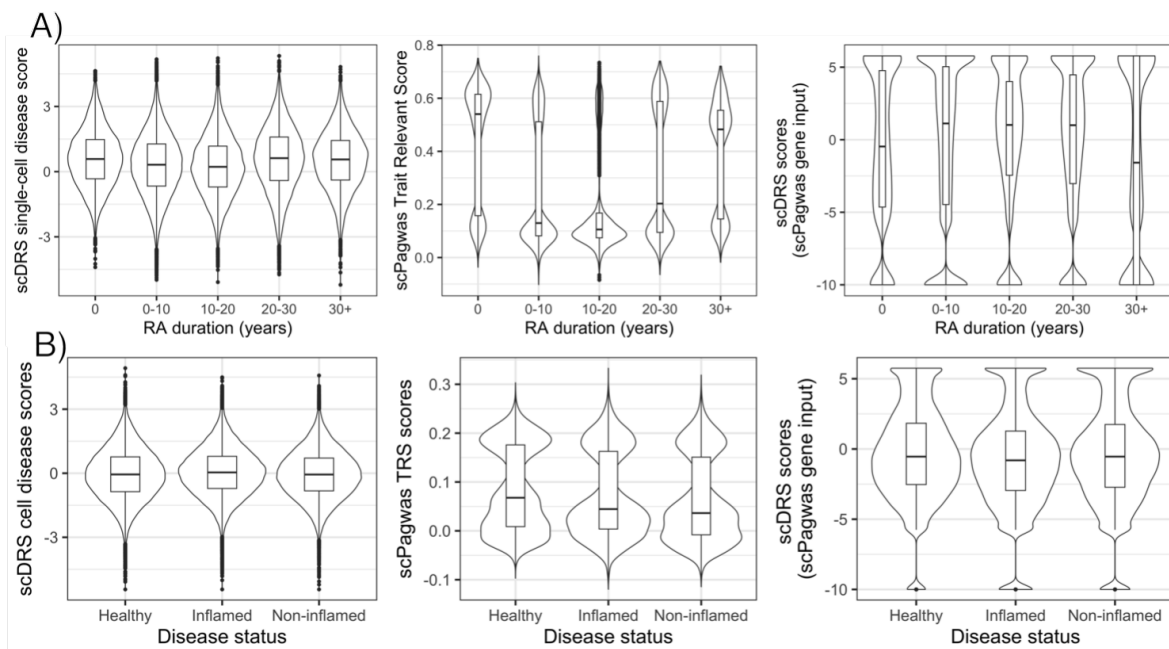 A)
scDRS single-cell disease score
3
0
-3
0 0-10 10-20 20-30 30+
RA duration (years)
scPagwas Trait Relevant Score
0.8
0.6
0.4
0.2
0.0
0 0-10 10-20 20-30 30+
RA duration (years)
scDRS scores
(scPagwas gene input)
5
0
-5
-10
0 0-10 10-20 20-30 30+
RA duration (years)
B)
scDRS cell disease scores
3
0
-3
Healthy Inflamed Non-inflamed
Disease status
scPagwas TRS scores
0.3
0.2
0.1
0.0
-0.1
Healthy Inflamed Non-inflamed
Disease status
scDRS scores
(scPagwas gene input)
5
0
-5
-10
Healthy Inflamed Non-inflamed
Disease status